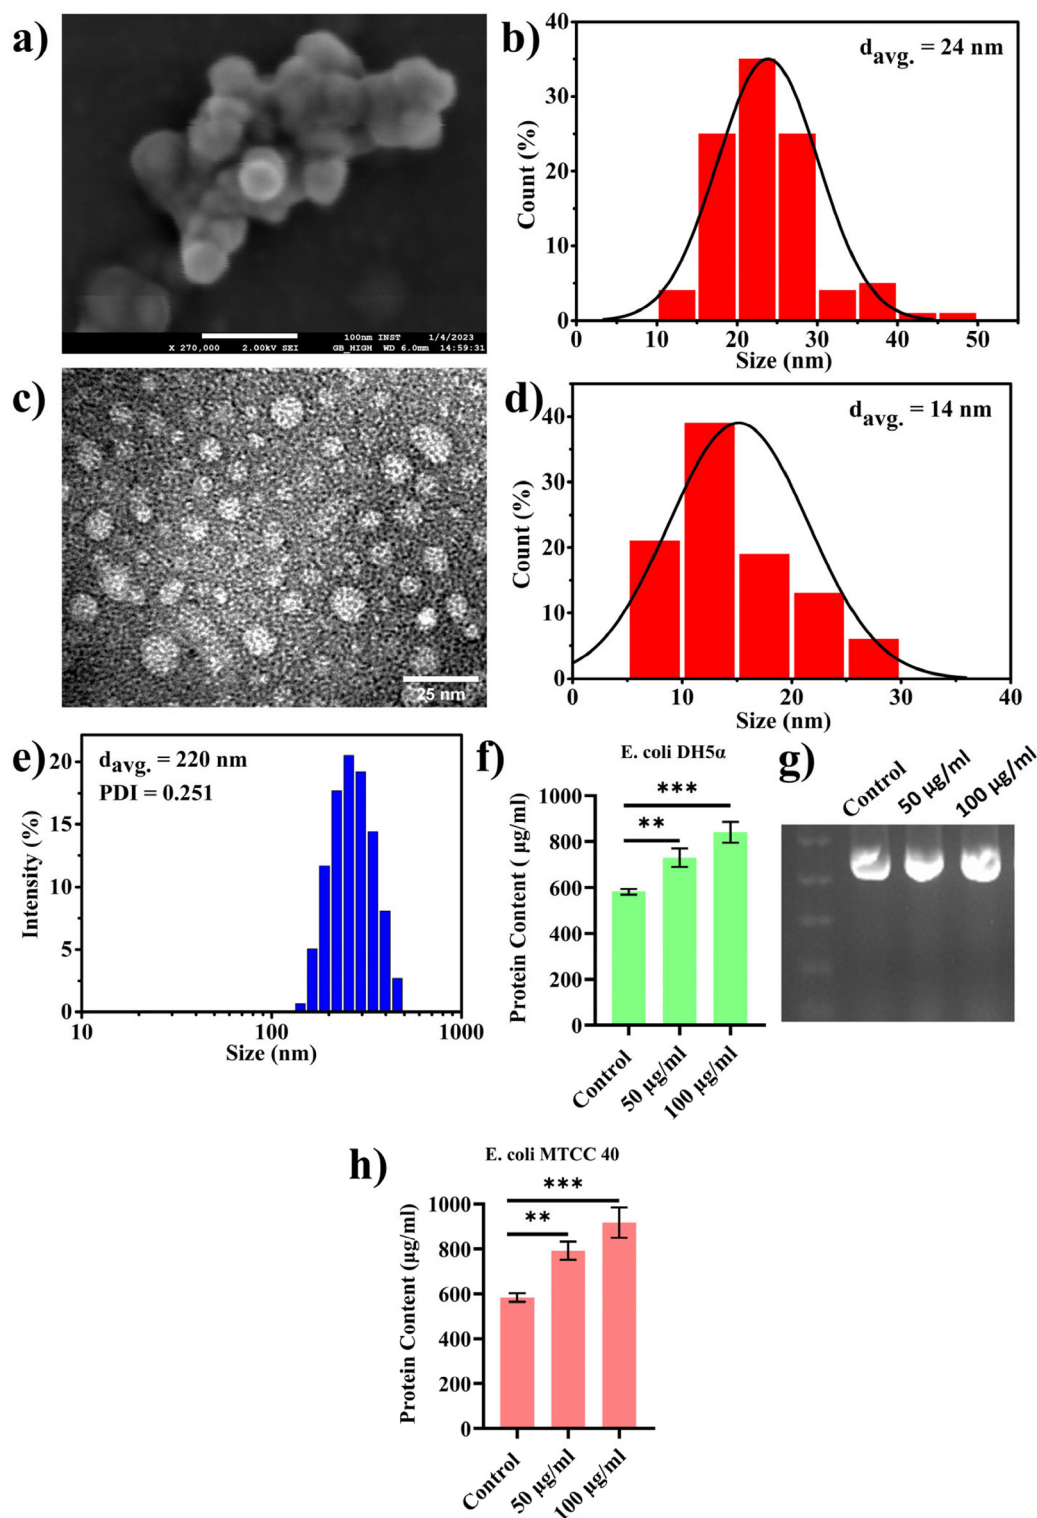 a)
100nm INST 1/4/2023
X 270,000 2.00kV SEI GB_HIGH WD 6.0mm 14:59:31
b)
davg. = 24 nm
Count (%)
40
30
20
10
0
0 10 20 30 40 50
Size (nm)
c)
25 nm
d)
davg. = 14 nm
Count (%)
40
30
20
10
0
0 10 20 30 40
Size (nm)
e)
davg. = 220 nm
PDI = 0.251
Intensity (%)
20
15
10
5
0
10 100 1000
Size (nm)
f)
E. coli DH5α
*** 
**
Protein Content ( µg/ml)
1000
800
600
400
200
0
Control
50 µg/ml
100 µg/ml
g)
Control
50 µg/ml
100 µg/ml
h)
E. coli MTCC 40
***
**
Protein Content (µg/ml)
1000
800
600
400
200
0
Control
50 µg/ml
100 µg/ml